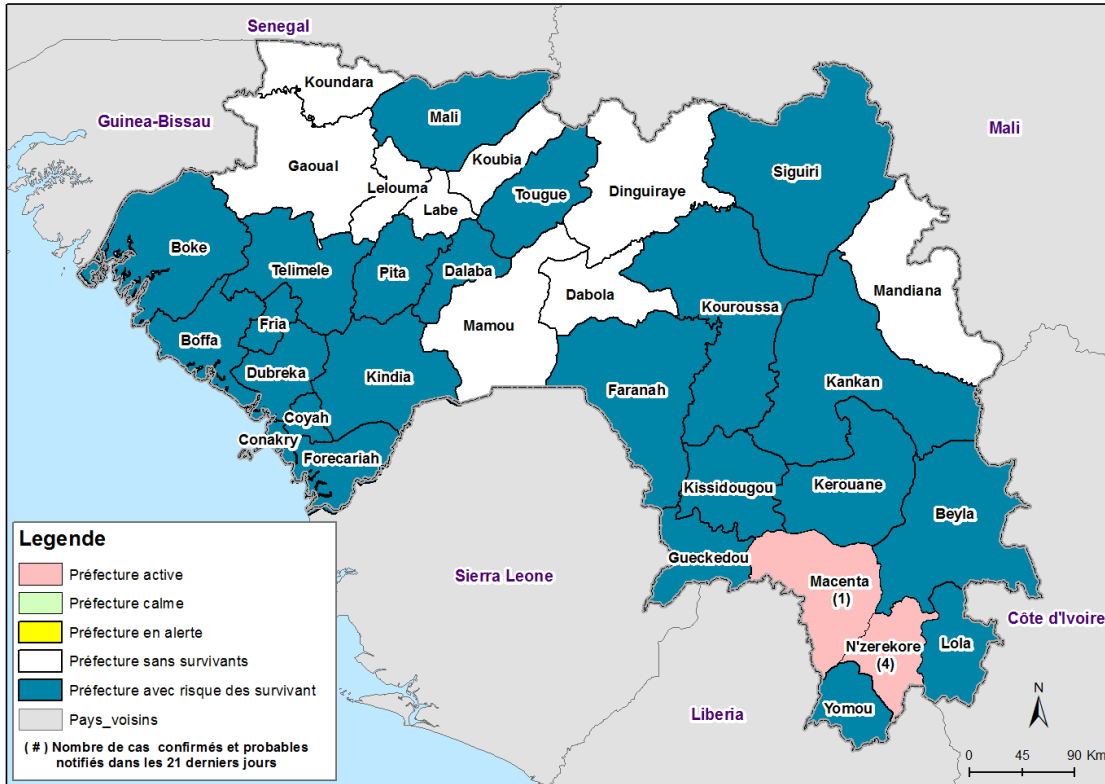 Senegal
Koundara
Guinea-Bissau
Mali
Mali
Koubia
Gaoual
Lelouma
Labe
Tougue
Dinguiraye
Siguiri
Boke
Telimele
Pita
Dalaba
Mandiana
Dabola
Kouroussa
Mamou
Fria
Boffa
Dubreka
Kindia
Faranah
Kankan
Coyah
Conakry
Forecariah
Kissidougou
Kerouane
Beyla
Gueckedou
Sierra Leone
Macenta
(1)
Côte d'Ivoire
N'zerekore
(4)
Lola
Yomou
Liberia
Legende
Préfecture active
Préfecture calme
Préfecture en alerte
Préfecture sans survivants
Préfecture avec risque des survivant
Pays_voisins
( # ) Nombre de cas confirmés et probables
notifiés dans les 21 derniers jours
N
0 45 90 Km